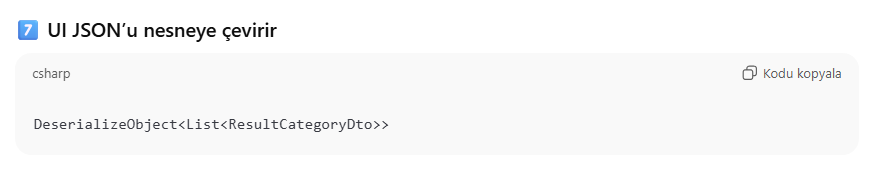 7️⃣ UI JSON’u nesneye çevirir
csharp
Kodu kopyala
DeserializeObject<List<ResultCategoryDto>>